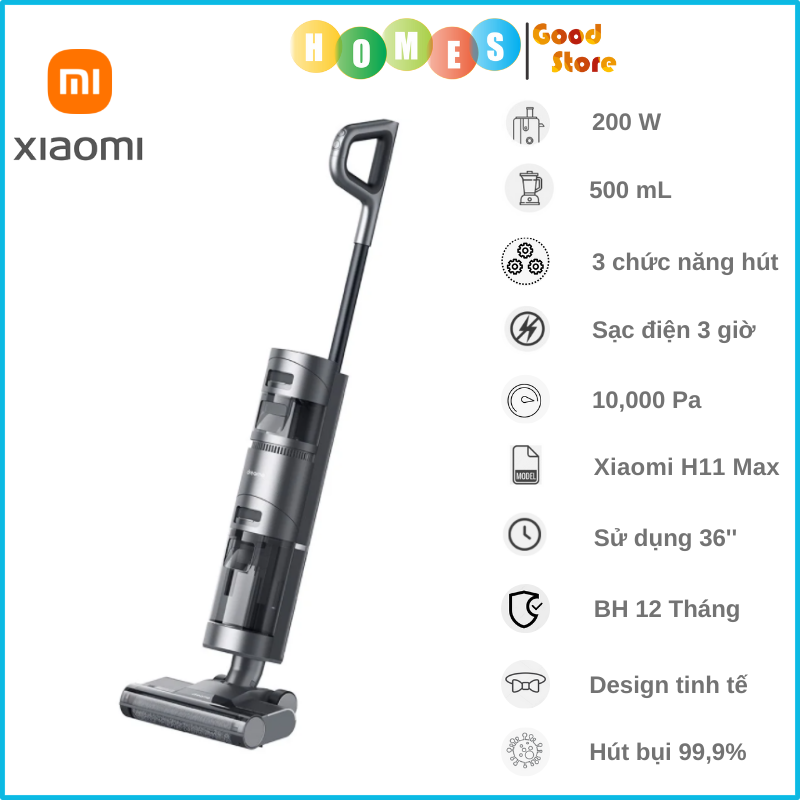 HOMES
Good
Store
mi
xiaomi
200 W
500 mL
3 chức năng hút
Sạc điện 3 giờ
10,000 Pa
MODEL
Xiaomi H11 Max
Sử dụng 36''
BH 12 Tháng
Design tinh tế
Hút bụi 99,9%